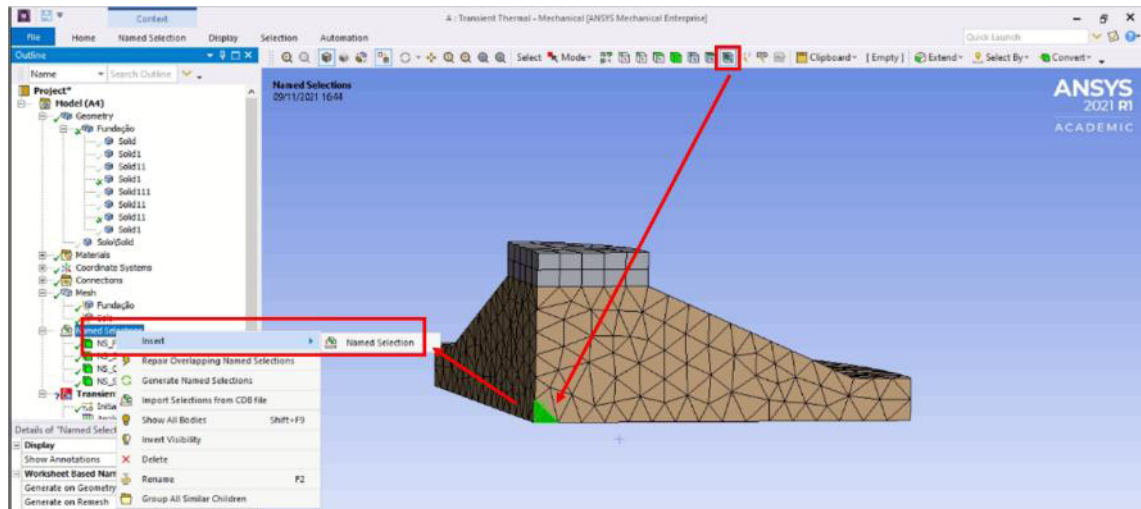 Context
A : Transient Thermal - Mechanical [ANSYS Mechanical Enterprise]
File Home Named Selection Display Selection Automation
Quick Launch
Outline
Select Mode Clipboard [ Empty ] Extend Select By Convert
Name Search Outline
Named Selections
09/11/2021 16:44
ANSYS
2021 R1
ACADEMIC
Project*
Model (A4)
Geometry
Fundação
Solid
Solid1
Solid11
Solid1
Solid111
Solid11
Solid11
Solid1
Solo\Solid
Materials
Coordinate Systems
Connections
Mesh
Fundação
Named Selections
Insert
Named Selection
Repair Overlapping Named Selections
Generate Named Selections
Import Selections from CDB file
Show All Bodies Shift+F9
Invert Visibility
Delete
Rename F2
Group All Similar Children
Transien
Details of "Named Select
Display
Show Annotations
Worksheet Based Nam
Generate on Geometry
Generate on Remesh